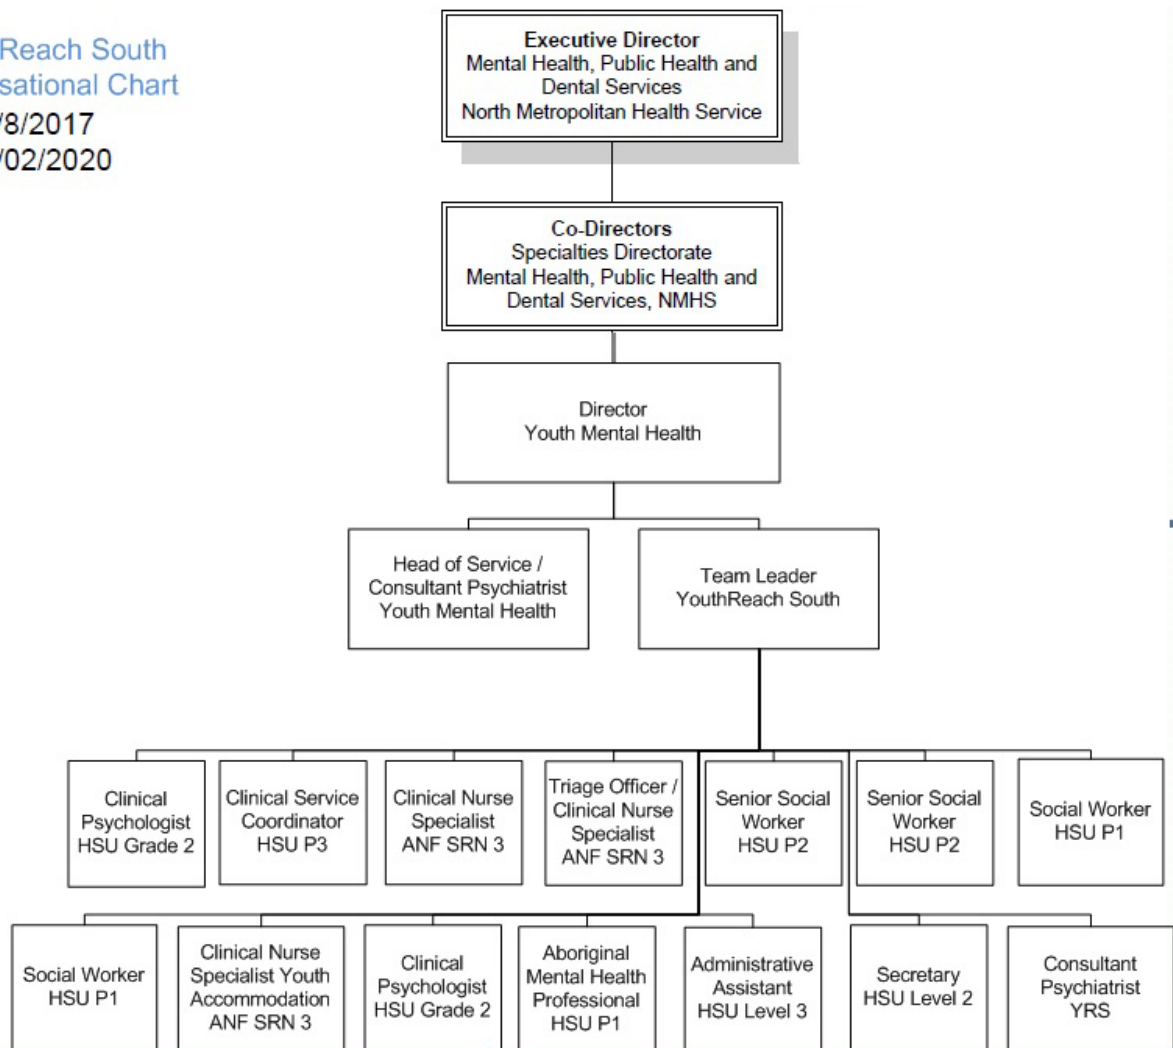 Reach South
sational Chart
/8/2017
/02/2020
Executive Director
Mental Health, Public Health and
Dental Services
North Metropolitan Health Service
Co-Directors
Specialties Directorate
Mental Health, Public Health and
Dental Services, NMHS
Director
Youth Mental Health
Head of Service /
Consultant Psychiatrist
Youth Mental Health
Team Leader
YouthReach South
Clinical
Psychologist
HSU Grade 2
Clinical Service
Coordinator
HSU P3
Clinical Nurse
Specialist
ANF SRN 3
Triage Officer /
Clinical Nurse
Specialist
ANF SRN 3
Senior Social
Worker
HSU P2
Senior Social
Worker
HSU P2
Social Worker
HSU P1
Social Worker
HSU P1
Clinical Nurse
Specialist Youth
Accommodation
ANF SRN 3
Clinical
Psychologist
HSU Grade 2
Aboriginal
Mental Health
Professional
HSU P1
Administrative
Assistant
HSU Level 3
Secretary
HSU Level 2
Consultant
Psychiatrist
YRS